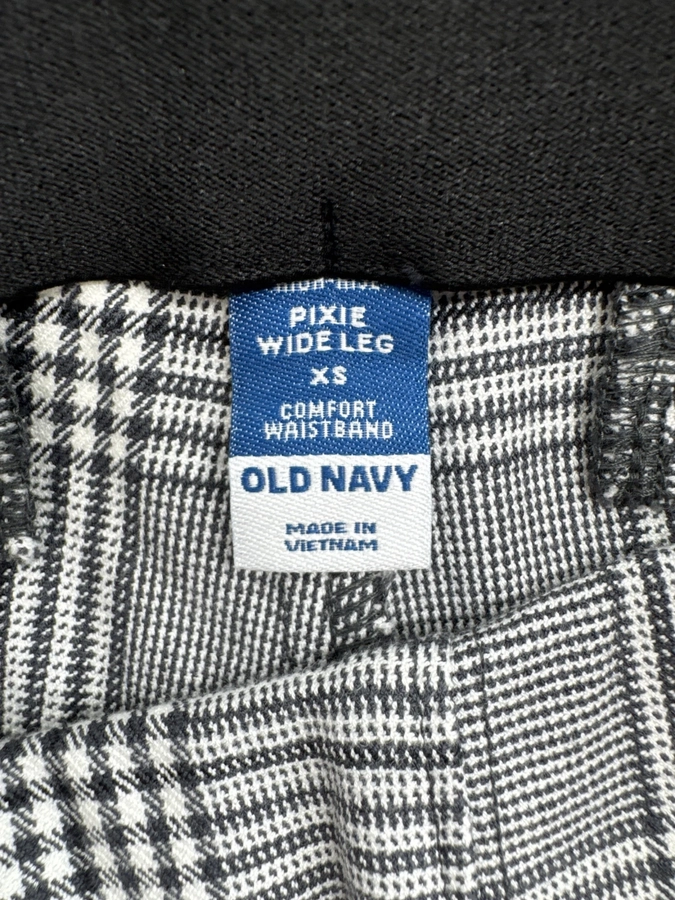 PIXIE
WIDE LEG
XS
COMFORT
WAISTBAND
OLD NAVY
MADE IN
VIETNAM